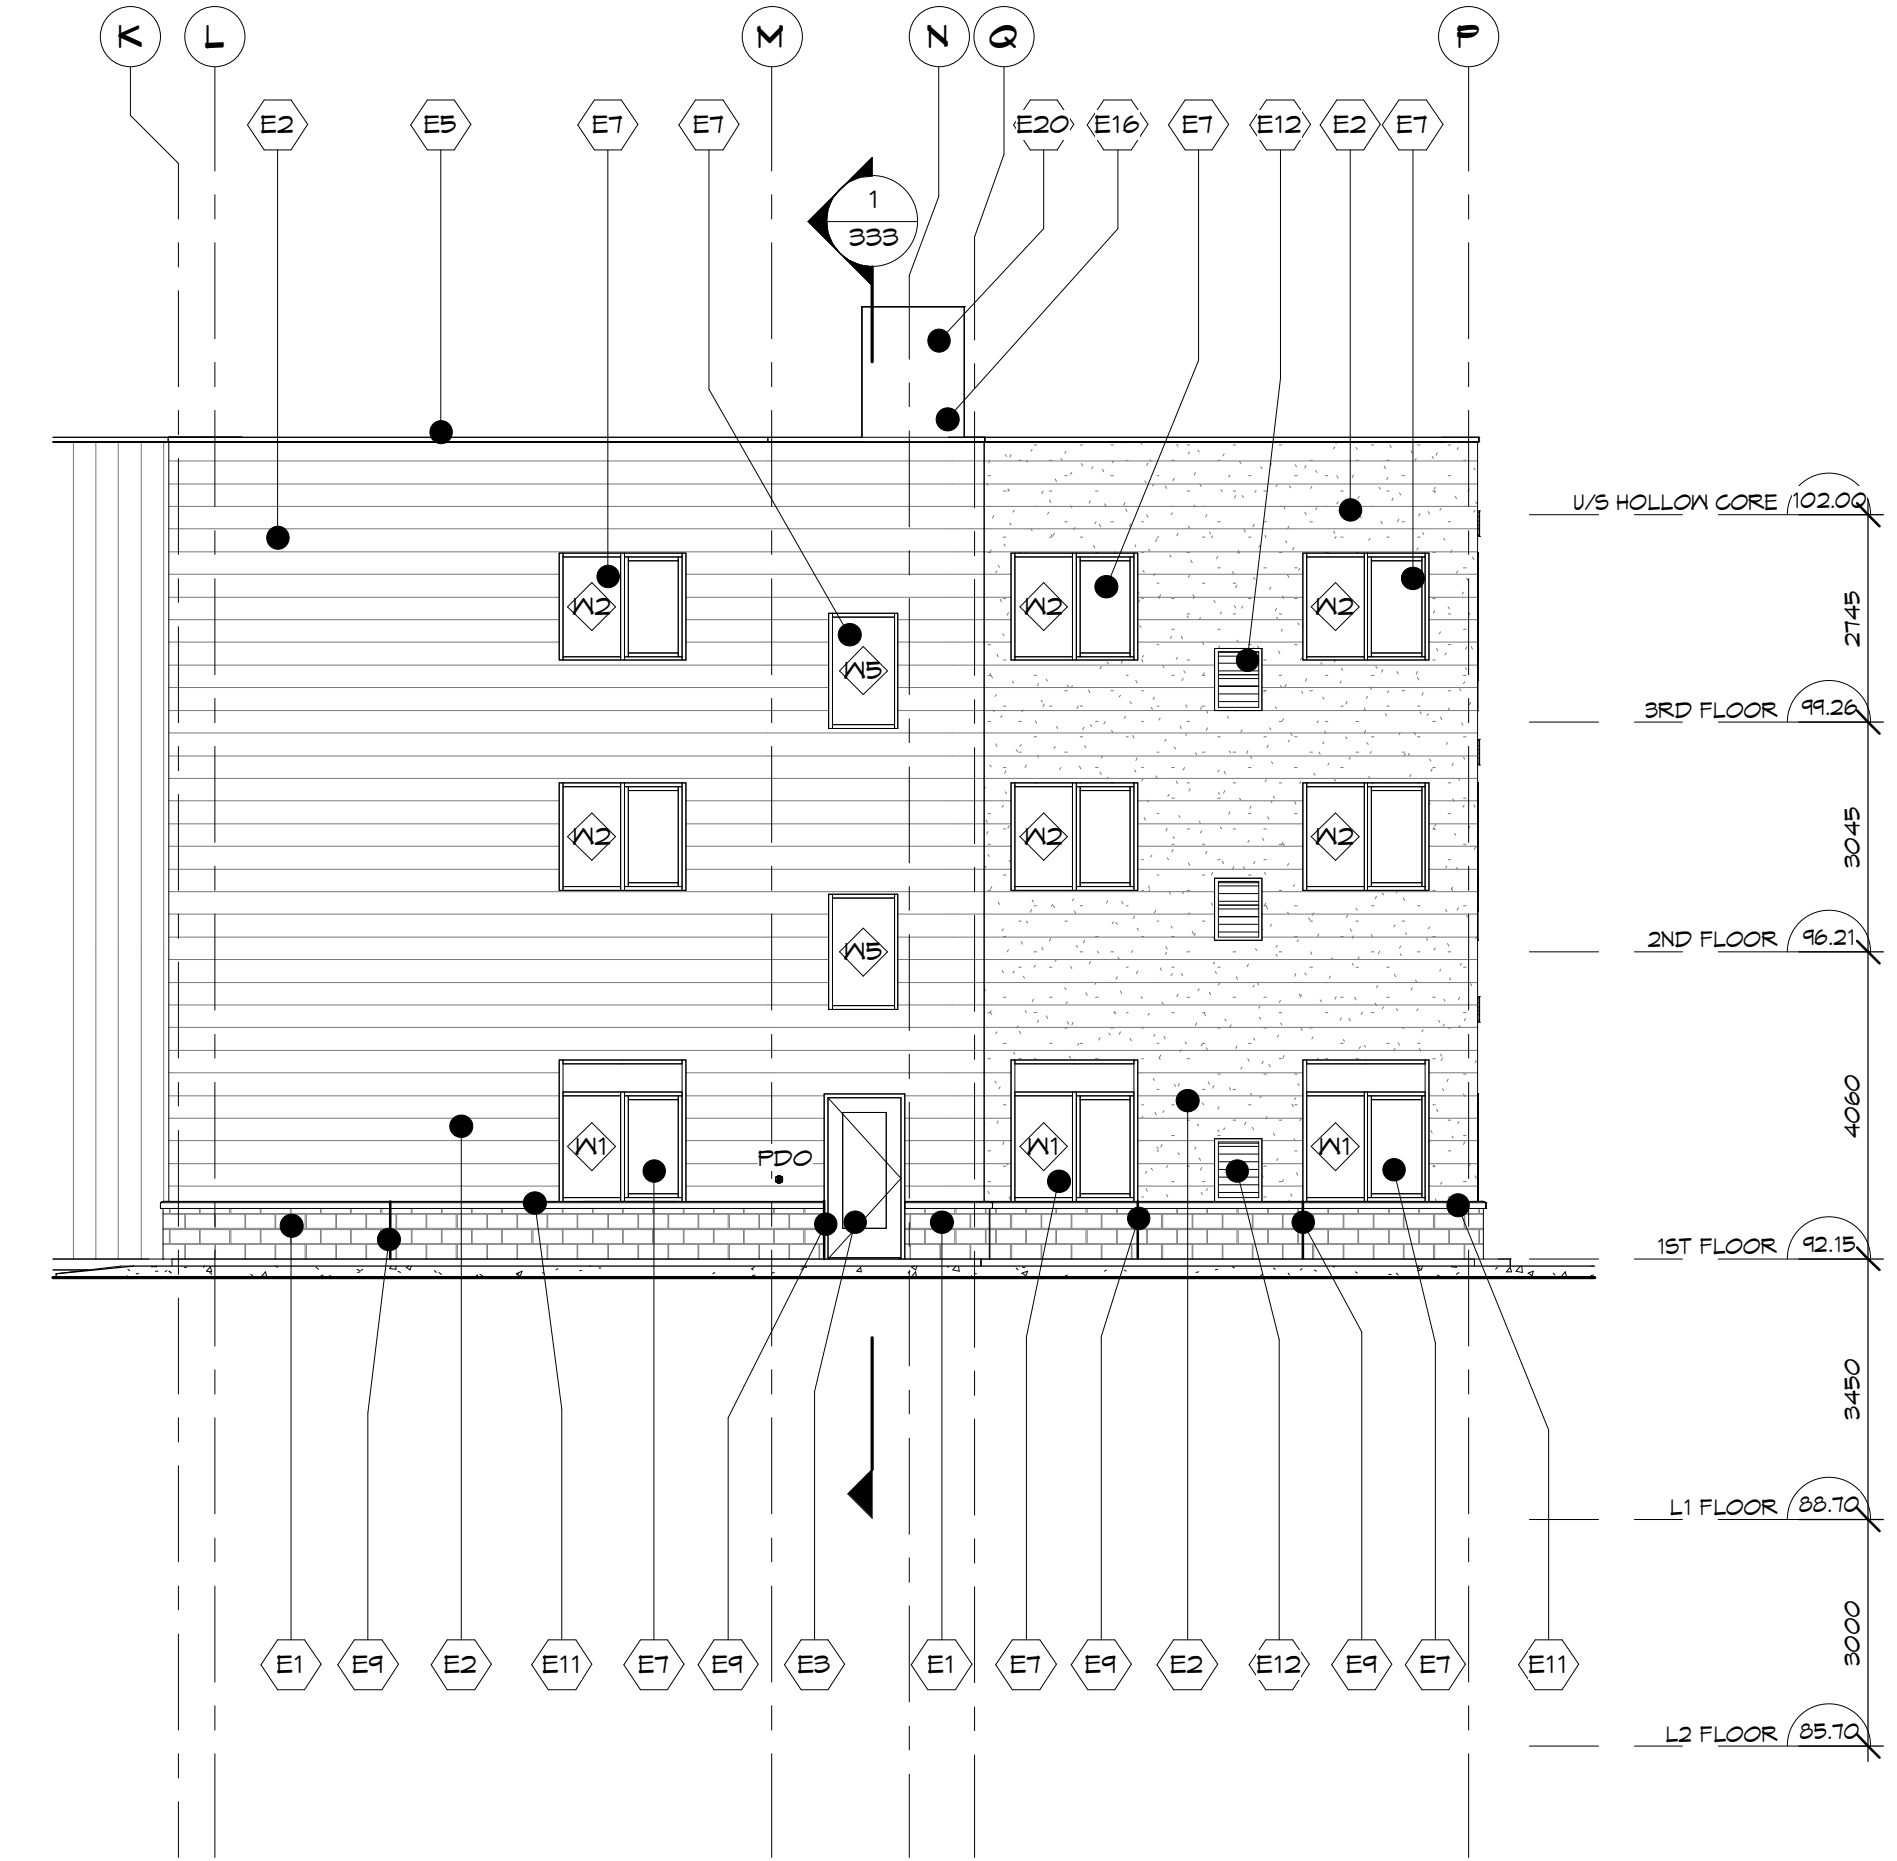 K L M N Q P
E2 E5 E7 E7 E20 E16 E7 E12 E2 E7
1
333
U/S HOLLOW CORE 102.00
W2 W2 W2
2745
W5
3RD FLOOR 99.26
W2 W2 W2
3045
2ND FLOOR 96.21
W5
4060
W1 W1 W1
PDO
1ST FLOOR 92.15
3450
L1 FLOOR 88.70
3000
E1 E9 E2 E11 E7 E9 E3 E1 E7 E9 E2 E12 E9 E7 E11
L2 FLOOR 85.70